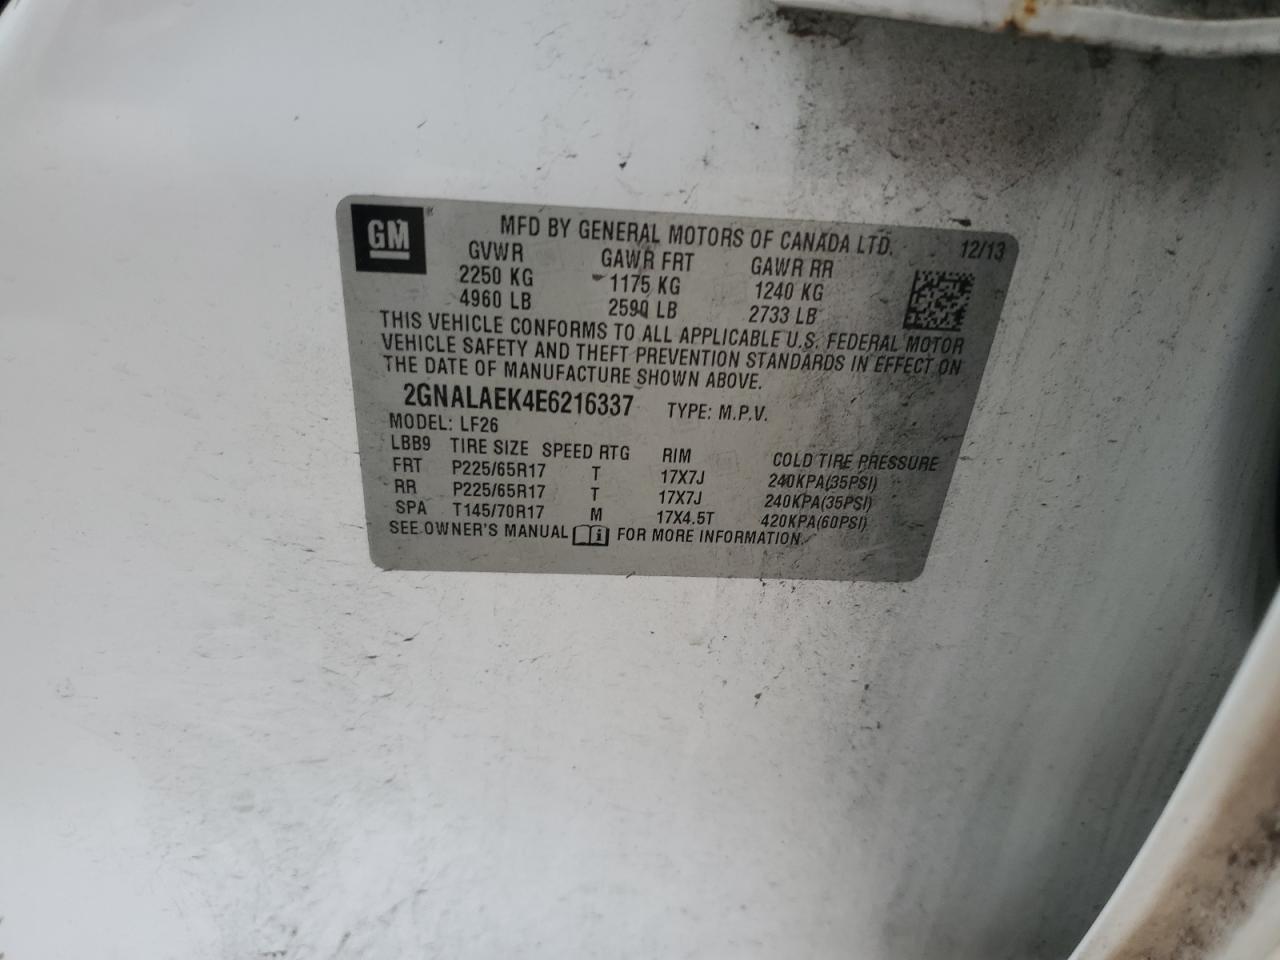 GM
MFD BY GENERAL MOTORS OF CANADA LTD. 12/13
GVWR GAWR FRT GAWR RR
2250 KG 1175 KG 1240 KG
4960 LB 2590 LB 2733 LB
THIS VEHICLE CONFORMS TO ALL APPLICABLE U.S. FEDERAL MOTOR
VEHICLE SAFETY AND THEFT PREVENTION STANDARDS IN EFFECT ON
THE DATE OF MANUFACTURE SHOWN ABOVE.
2GNALAEK4E6216337 TYPE: M.P.V.
MODEL: LF26
LBB9 TIRE SIZE SPEED RTG RIM COLD TIRE PRESSURE
FRT P225/65R17 T 17X7J 240KPA(35PSI)
RR P225/65R17 T 17X7J 240KPA(35PSI)
SPA T145/70R17 M 17X4.5T 420KPA(60PSI)
SEE OWNER'S MANUAL i FOR MORE INFORMATION.